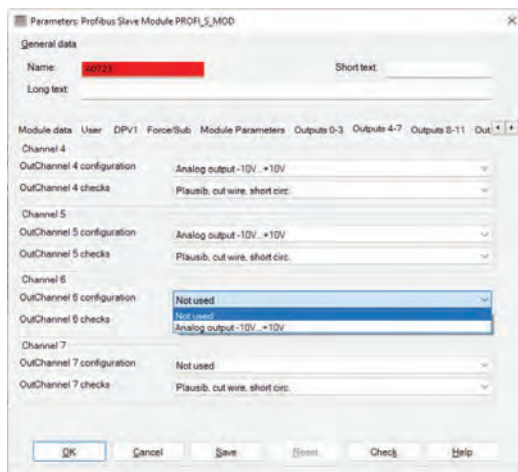 Parameters: Profibus Slave Module PROFI_S_MOD
General data
Name: A0723 Short text:
Long text:
Module data User DPV1 Force/Sub Module Parameters Outputs 0-3 Outputs 4-7 Outputs 8-11 Out
Channel 4
OutChannel 4 configuration Analog output -10V...+10V
OutChannel 4 checks Plausib, cut wire, short circ.
Channel 5
OutChannel 5 configuration Analog output -10V...+10V
OutChannel 5 checks Plausib, cut wire, short circ.
Channel 6
OutChannel 6 configuration Not used
Not used
OutChannel 6 checks Analog output -10V...+10V
Channel 7
OutChannel 7 configuration Not used
OutChannel 7 checks Plausib, cut wire, short circ.
OK Cancel Save Reset Check Help